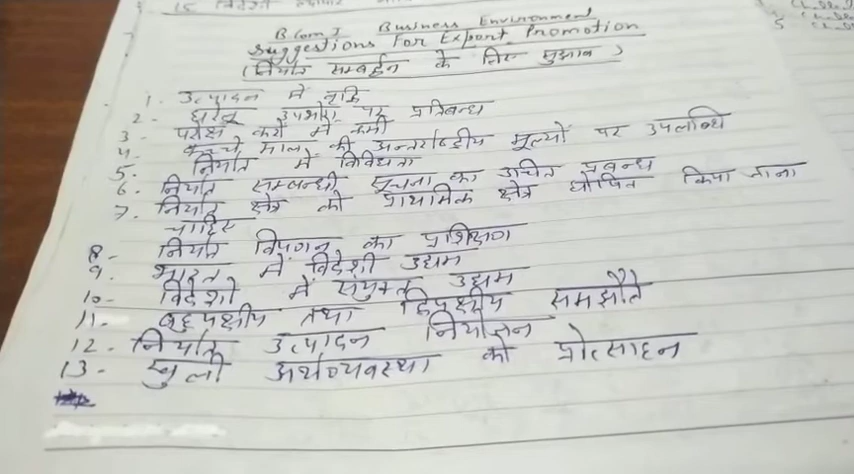 15 विदेशी व्यापार
B Com I Business Environment
Suggestions For Export Promotion
(निर्यात सम्वर्द्धन के लिए सुझाव)
1. उत्पादन में वृद्धि
2- घरेलू उपभोग पर प्रतिबन्ध
3- परोक्ष करों में कमी
4. कच्चे माल की अन्तर्राष्ट्रीय मूल्यों पर उपलब्धि
5. निर्यात में विविधता
6. निर्यात सम्बन्धी सूचना का उचित प्रबन्ध
7. निर्यात क्षेत्र को प्राथमिक क्षेत्र घोषित किया जाना
चाहिए
8- निर्यात विपणन का प्रशिक्षण
9. भारत में विदेशी उद्यम
10- विदेशो में संयुक्त उद्यम
11- बहुपक्षीय तथा द्विपक्षीय समझौते
12- निर्यात उत्पादन नियोजन
13- खुली अर्थव्यवस्था को प्रोत्साहन